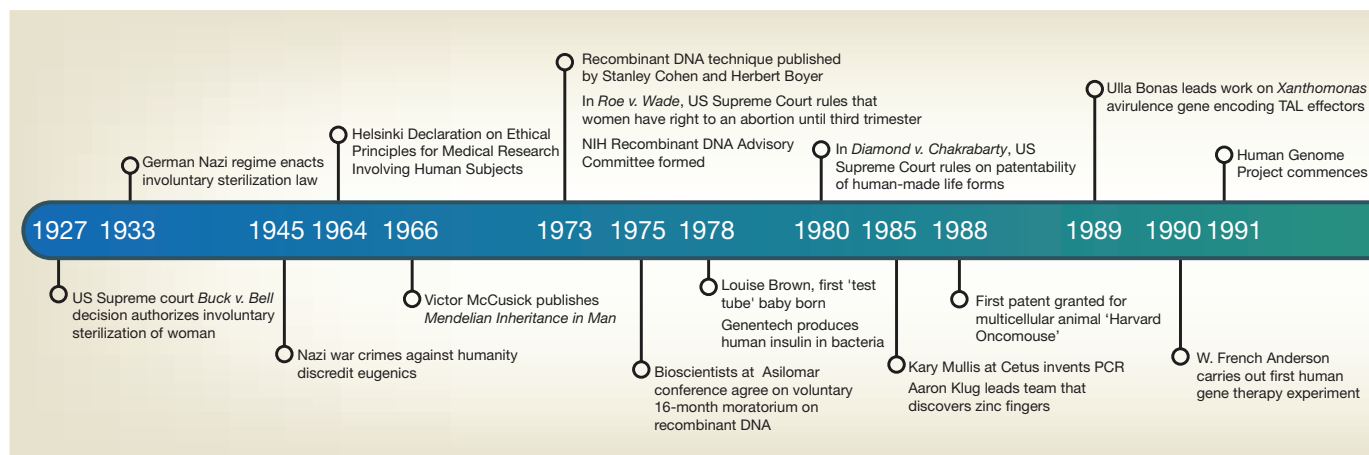 Recombinant DNA technique published
by Stanley Cohen and Herbert Boyer
In Roe v. Wade, US Supreme Court rules that
women have right to an abortion until third trimester
NIH Recombinant DNA Advisory
Committee formed
Ulla Bonas leads work on Xanthomonas
avirulence gene encoding TAL effectors
Helsinki Declaration on Ethical
Principles for Medical Research
Involving Human Subjects
In Diamond v. Chakrabarty, US
Supreme Court rules on patentability
of human-made life forms
German Nazi regime enacts
involuntary sterilization law
Human Genome
Project commences
1927 1933 1945 1964 1966 1973 1975 1978 1980 1985 1988 1989 1990 1991
US Supreme court Buck v. Bell
decision authorizes involuntary
sterilization of woman
Nazi war crimes against humanity
discredit eugenics
Victor McCusick publishes
Mendelian Inheritance in Man
Bioscientists at Asilomar
conference agree on voluntary
16-month moratorium on
recombinant DNA
Louise Brown, first 'test
tube' baby born
Genentech produces
human insulin in bacteria
Kary Mullis at Cetus invents PCR
Aaron Klug leads team that
discovers zinc fingers
First patent granted for
multicellular animal ‘Harvard
Oncomouse’
W. French Anderson
carries out first human
gene therapy experiment